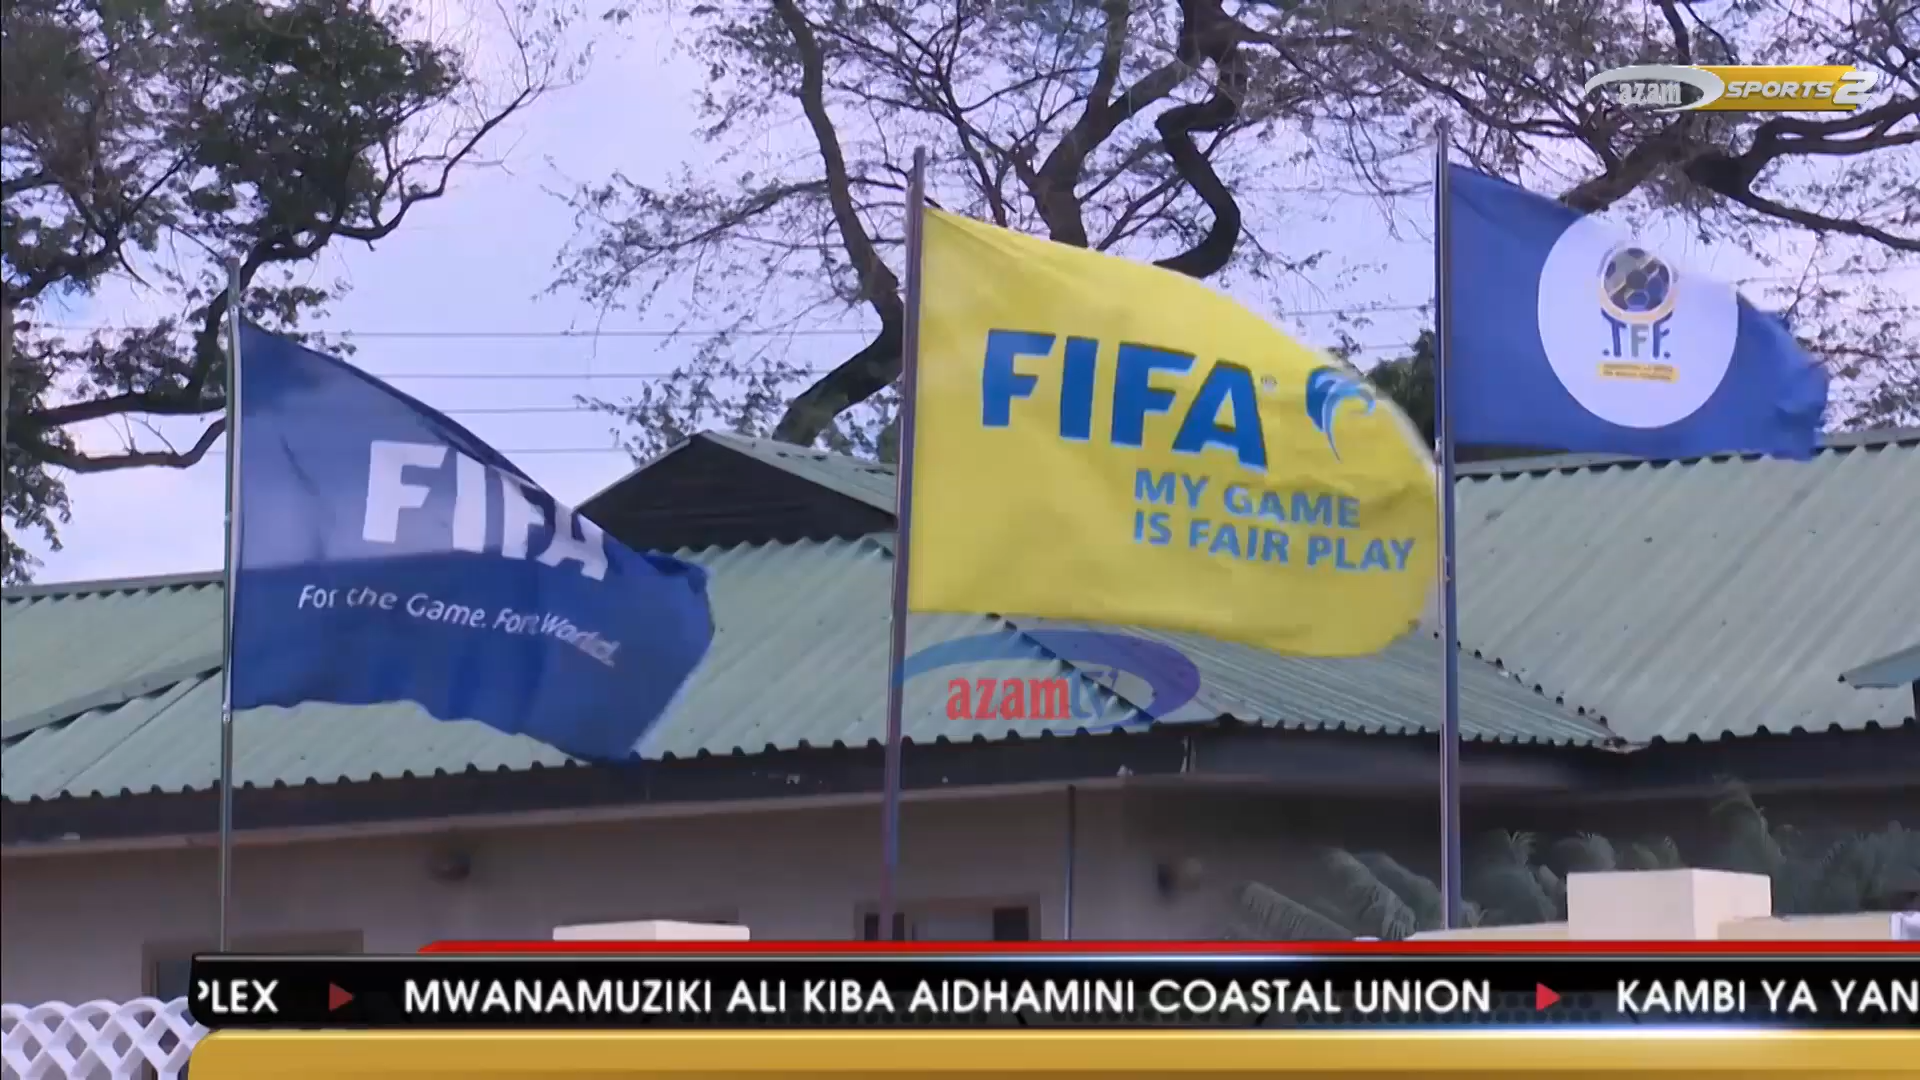 azam SPORTS 2
FIFA
MY GAME
IS FAIR PLAY
TFF
FIFA
For the Game. For World.
azamtv
PLEX
MWANAMUZIKI ALI KIBA AIDHAMINI COASTAL UNION
KAMBI YA YAN